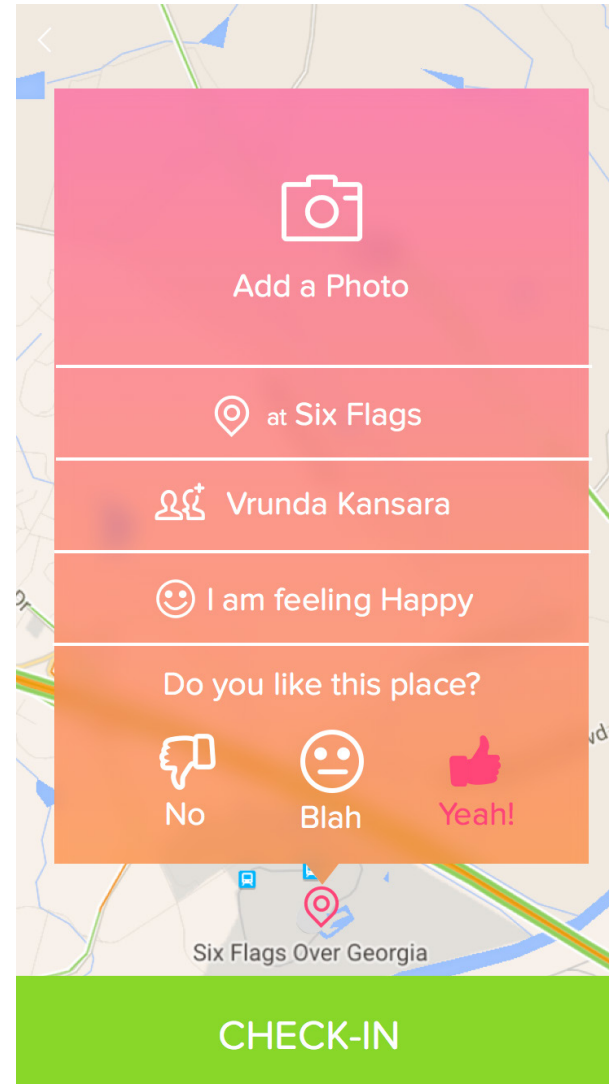 Add a Photo
at Six Flags
Vrunda Kansara
I am feeling Happy
Do you like this place?
No
Blah
Yeah!
Six Flags Over Georgia
CHECK-IN